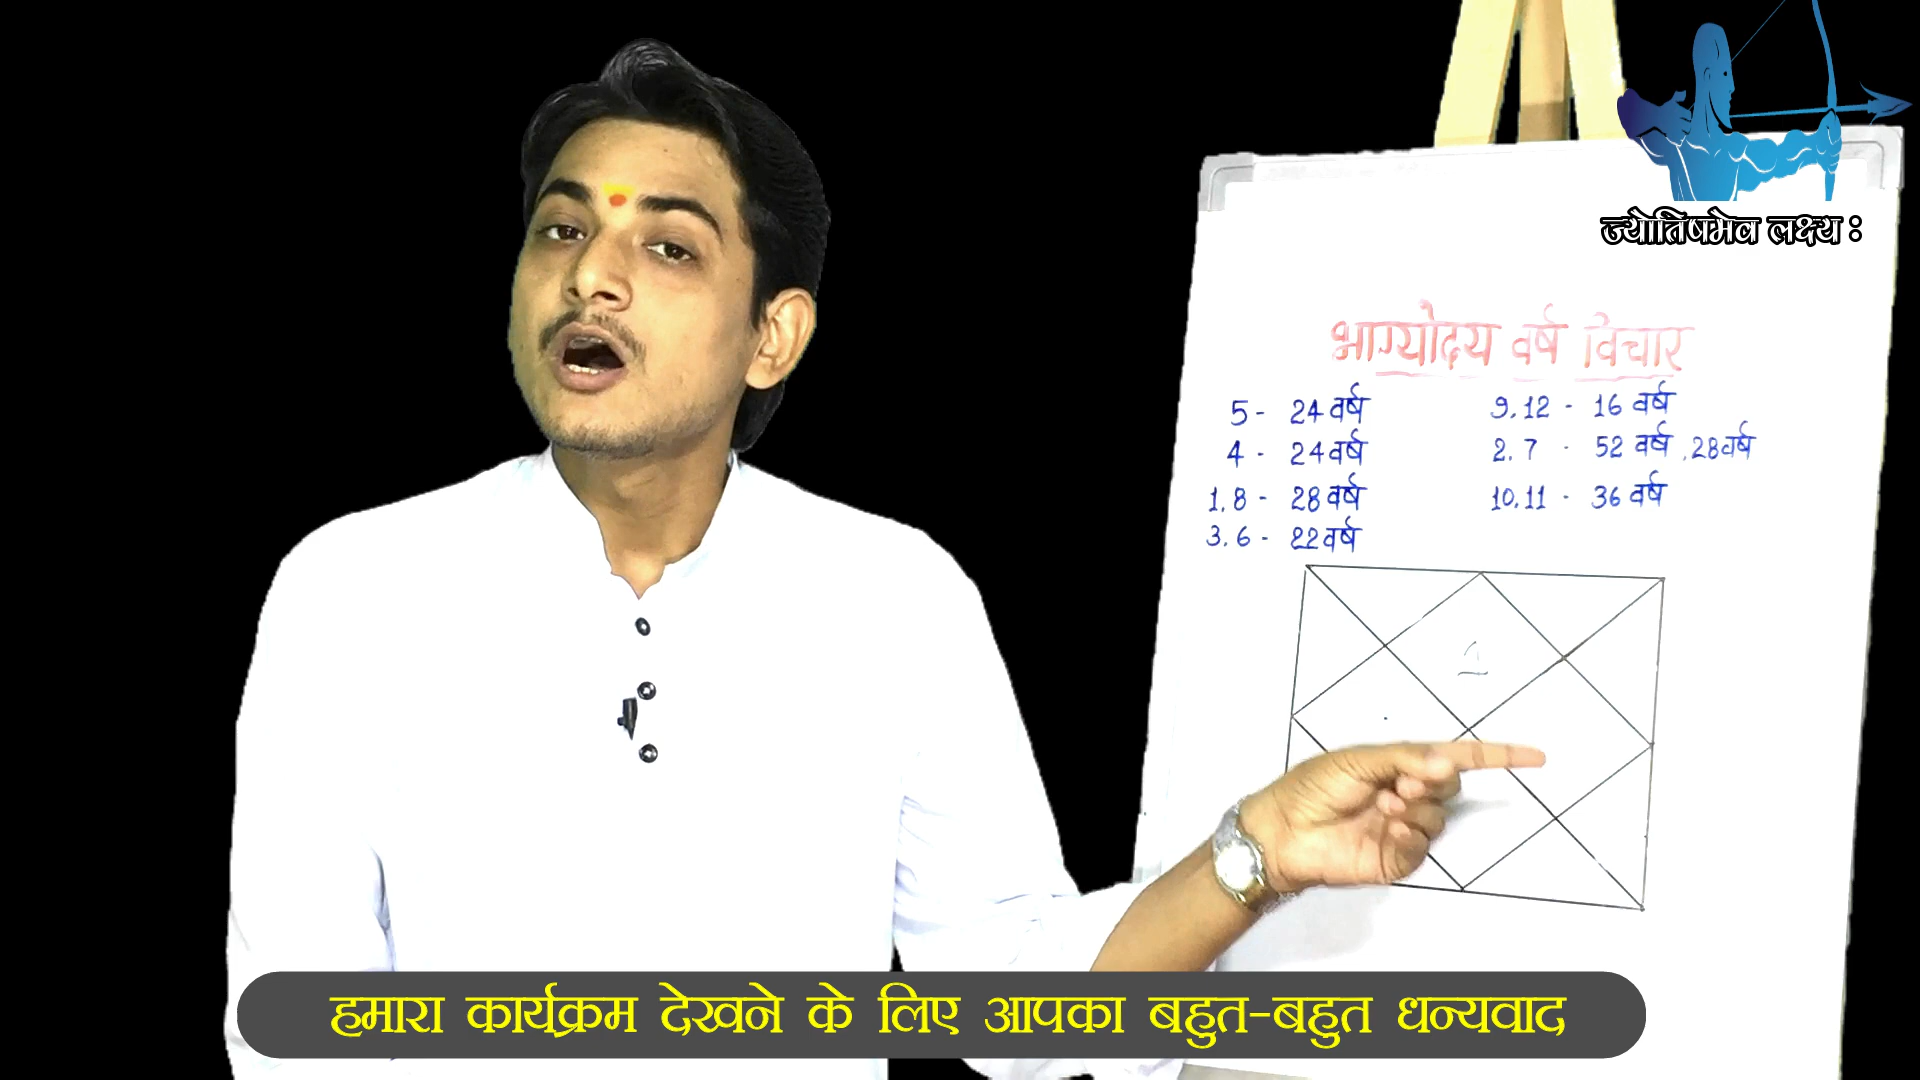 ज्योतिषमेव लक्ष्य :
भाग्योदय वर्ष विचार
5 - 24 वर्ष
4 - 24 वर्ष
1, 8 - 28 वर्ष
3, 6 - 22 वर्ष
9, 12 - 16 वर्ष
2, 7 - 52 वर्ष, 28 वर्ष
10, 11 - 36 वर्ष
1
हमारा कार्यक्रम देखने के लिए आपका बहुत-बहुत धन्यवाद